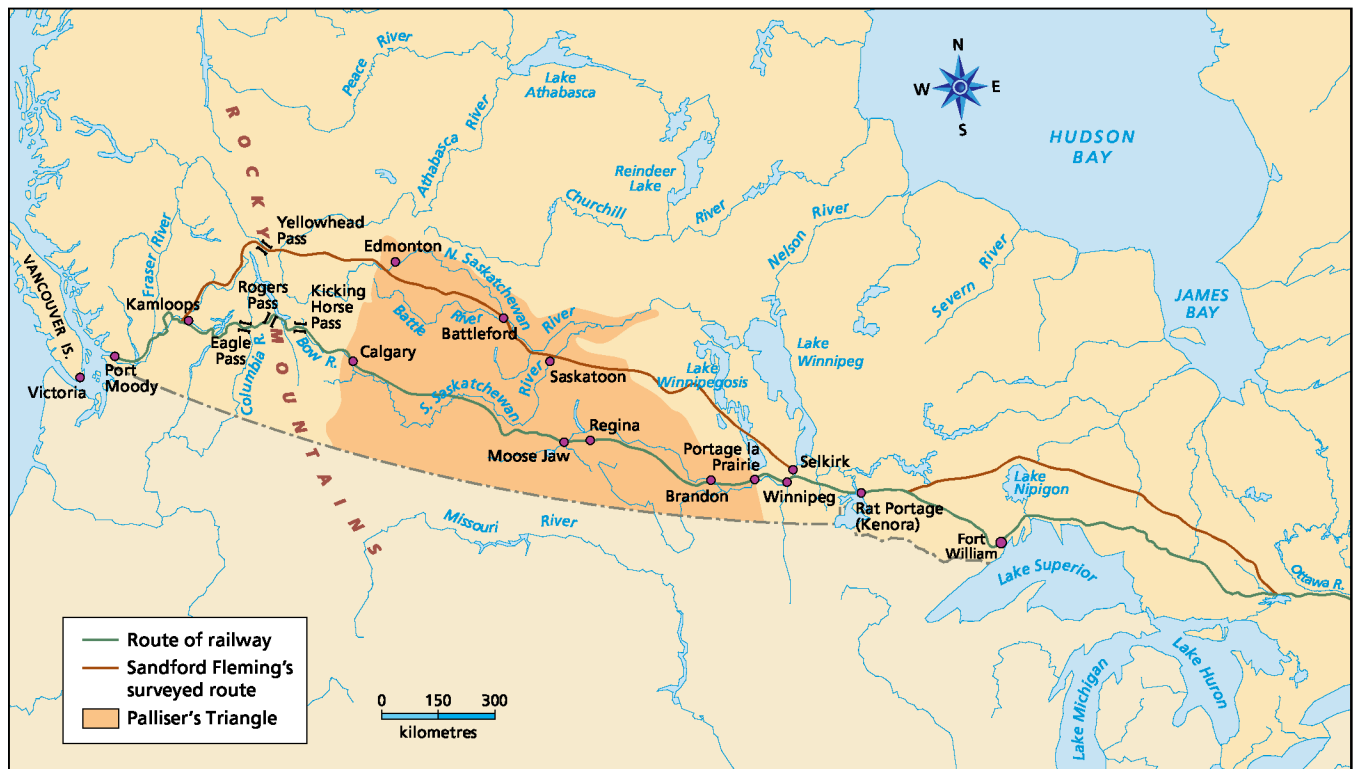 N
W
E
S
HUDSON
BAY
JAMES
BAY
Peace
River
Lake
Athabasca
Athabasca
River
Reindeer
Lake
Churchill
River
Nelson
River
Severn
River
ROCKY
MOUNTAINS
Fraser River
Yellowhead
Pass
Edmonton
N. Saskatchewan
River
Kamloops
Rogers
Pass
Kicking
Horse
Pass
Battle
River
Battleford
VANCOUVER IS.
Eagle
Pass
Columbia R.
Bow R.
Calgary
Port
Moody
Victoria
S. Saskatchewan
River
Saskatoon
Lake
Winnipegosis
Lake
Winnipeg
Regina
Moose Jaw
Portage la
Prairie
Selkirk
Brandon
Winnipeg
Rat Portage
(Kenora)
Lake
Nipigon
Fort
William
Lake Superior
Ottawa R.
Missouri
River
Lake Michigan
Lake Huron
Route of railway
Sandford Fleming's
surveyed route
Palliser's Triangle
0 150 300
kilometres